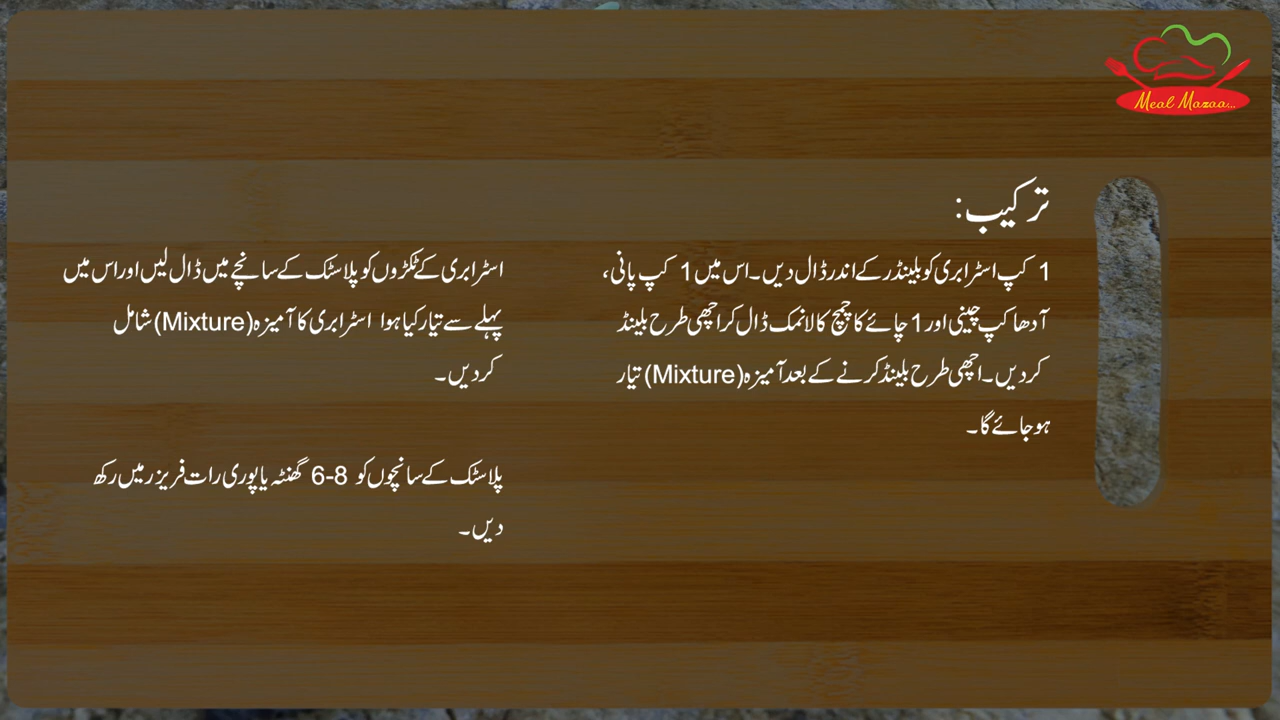 Meal Mazaa...
ترکیب:
1 کپ اسٹرابری کو بلینڈر کے اندر ڈال دیں۔ اس میں 1 کپ پانی،
آدھا کپ چینی اور 1 چائے کا چمچ کالا نمک ڈال کر اچھی طرح بلینڈ
کر دیں۔ اچھی طرح بلینڈ کرنے کے بعد آمیزہ (Mixture) تیار
ہو جائے گا۔
اسٹرابری کے ٹکڑوں کو پلاسٹک کے سانچے میں ڈال لیں اور اس میں
پہلے سے تیار کیا ہوا اسٹرابری کا آمیزہ (Mixture) شامل
کر دیں۔
پلاسٹک کے سانچوں کو 8-6 گھنٹہ یا پوری رات فریزر میں رکھ
دیں۔